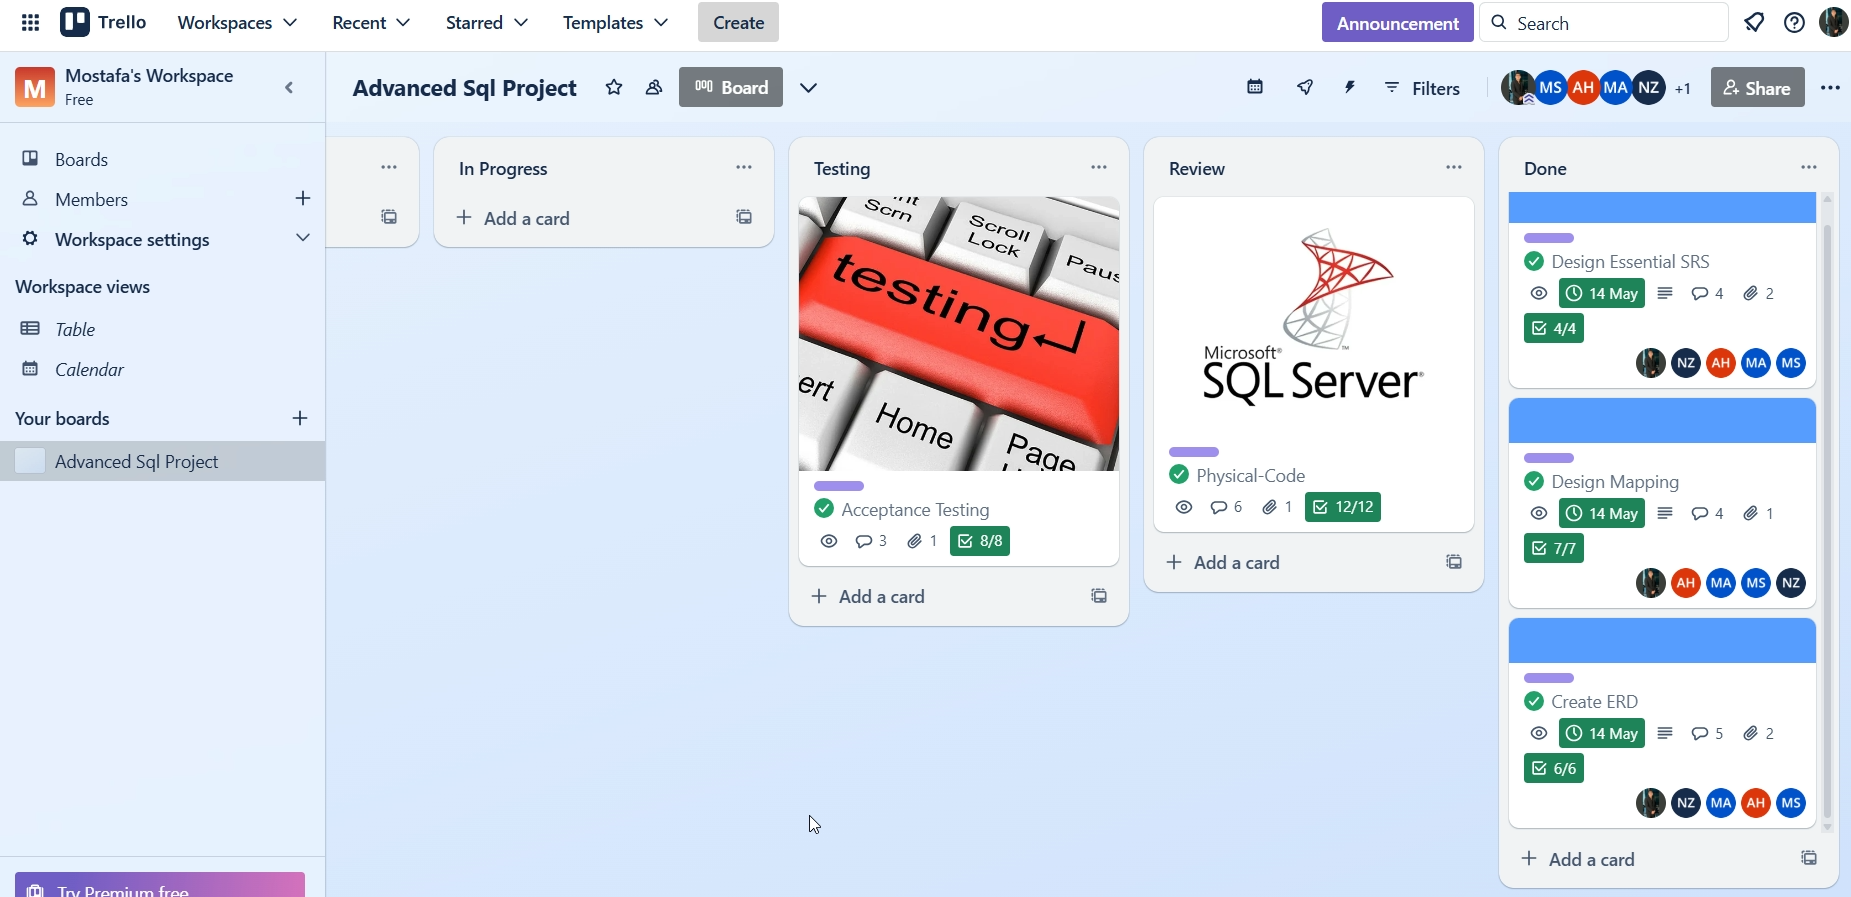 Trello
Workspaces
Recent
Starred
Templates
Create
Announcement
Search
M
Mostafa's Workspace
Free
Advanced Sql Project
Board
Filters
MS
AH
MA
NZ
+1
Share
Boards
Members
Workspace settings
Workspace views
Table
Calendar
Your boards
Advanced Sql Project
Try Premium free
In Progress
Add a card
Testing
Scrn
Scroll
Lock
testing
Home
Page
Acceptance Testing
3
1
8/8
Add a card
Review
Microsoft®
SQL Server®
Physical-Code
6
1
12/12
Add a card
Done
Design Essential SRS
14 May
4
2
4/4
NZ AH MA MS
Design Mapping
14 May
4
1
7/7
AH MA MS NZ
Create ERD
14 May
5
2
6/6
NZ MA AH MS
Add a card